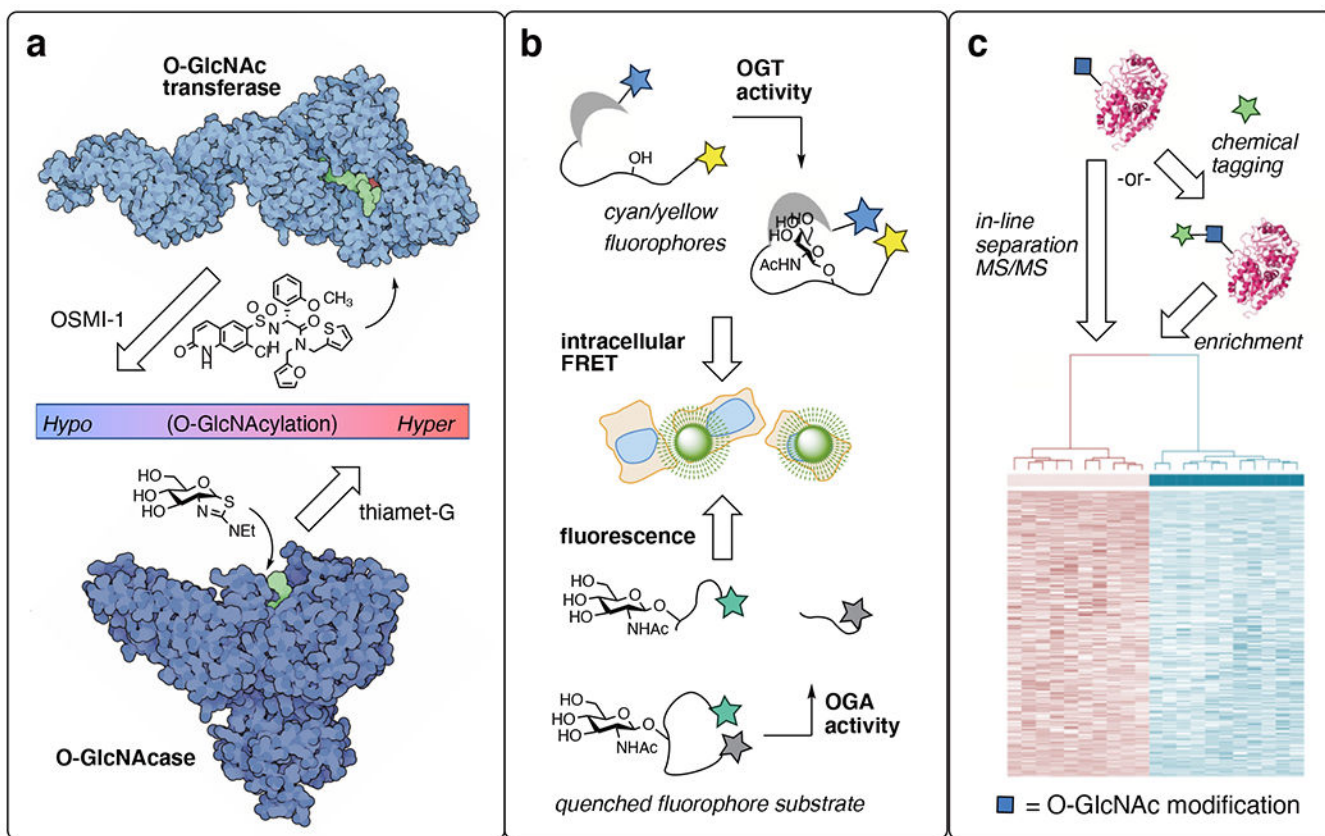 a
O-GlcNAc
transferase
OSMI-1
O
O
S
N
H
O
CH3
O
N
S
O
O
N
H
Cl
Hypo
(O-GlcNAcylation)
Hyper
HO
HO
HO
O
S
N
NEt
thiamet-G
O-GlcNAcase
b
OGT
activity
OH
cyan/yellow
fluorophores
HO
HO
HO
O
AcHN
O
intracellular
FRET
fluorescence
HO
HO
HO
O
O
NHAc
HO
HO
HO
O
O
NHAc
OGA
activity
quenched fluorophore substrate
c
chemical
tagging
-or-
in-line
separation
MS/MS
enrichment
= O-GlcNAc modification